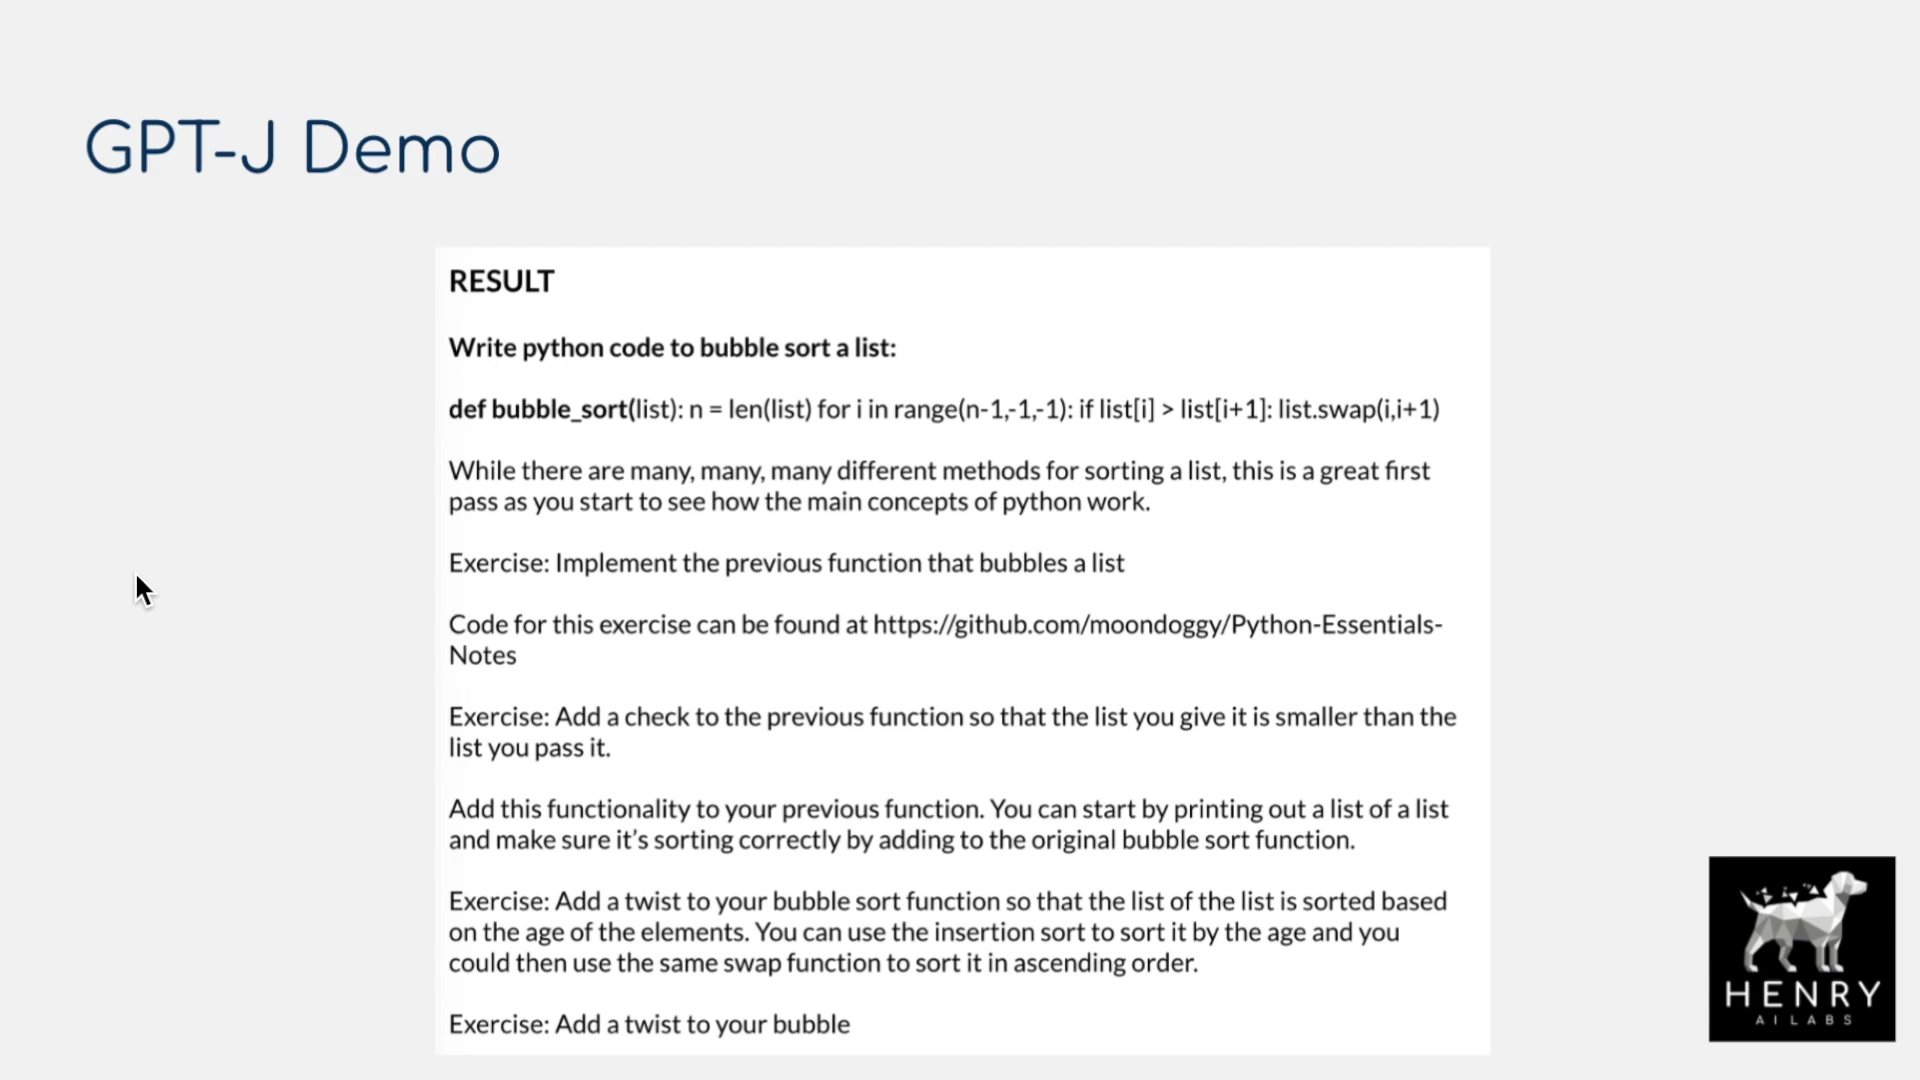 GPT-J Demo
RESULT
Write python code to bubble sort a list:
def bubble_sort(list): n = len(list) for i in range(n-1,-1,-1): if list[i] > list[i+1]: list.swap(i,i+1)
While there are many, many, many different methods for sorting a list, this is a great first
pass as you start to see how the main concepts of python work.
Exercise: Implement the previous function that bubbles a list
Code for this exercise can be found at https://github.com/moondoggy/Python-Essentials-
Notes
Exercise: Add a check to the previous function so that the list you give it is smaller than the
list you pass it.
Add this functionality to your previous function. You can start by printing out a list of a list
and make sure it’s sorting correctly by adding to the original bubble sort function.
Exercise: Add a twist to your bubble sort function so that the list of the list is sorted based
on the age of the elements. You can use the insertion sort to sort it by the age and you
could then use the same swap function to sort it in ascending order.
Exercise: Add a twist to your bubble
HENRY
AI LABS